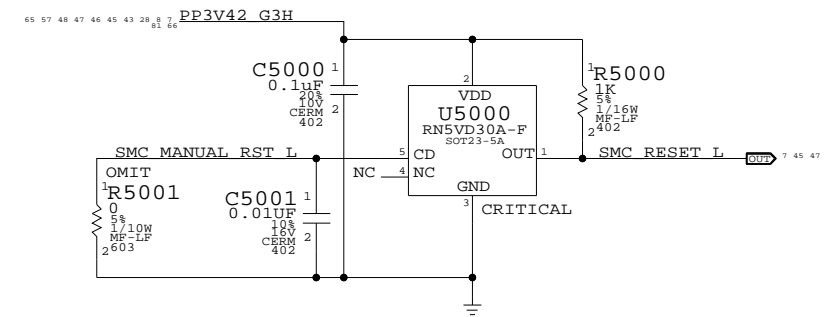 65 57 48 47 46 45 43 28 8 7
81 66
PP3V42_G3H
C5000 1
0.1uF
20%
10V
CERM 2
402
2
VDD
U5000
RN5VD30A-F
SOT23-5A
5 CD
OUT 1
NC 4 NC
GND
3
CRITICAL
1 R5000
1K
5%
1/16W
MF-LF
2 402
SMC_RESET_L
OUT 7 45 47
SMC_MANUAL_RST_L
OMIT
1 R5001
0
5%
1/10W
MF-LF
2 603
C5001 1
0.01UF
10%
16V
CERM 2
402